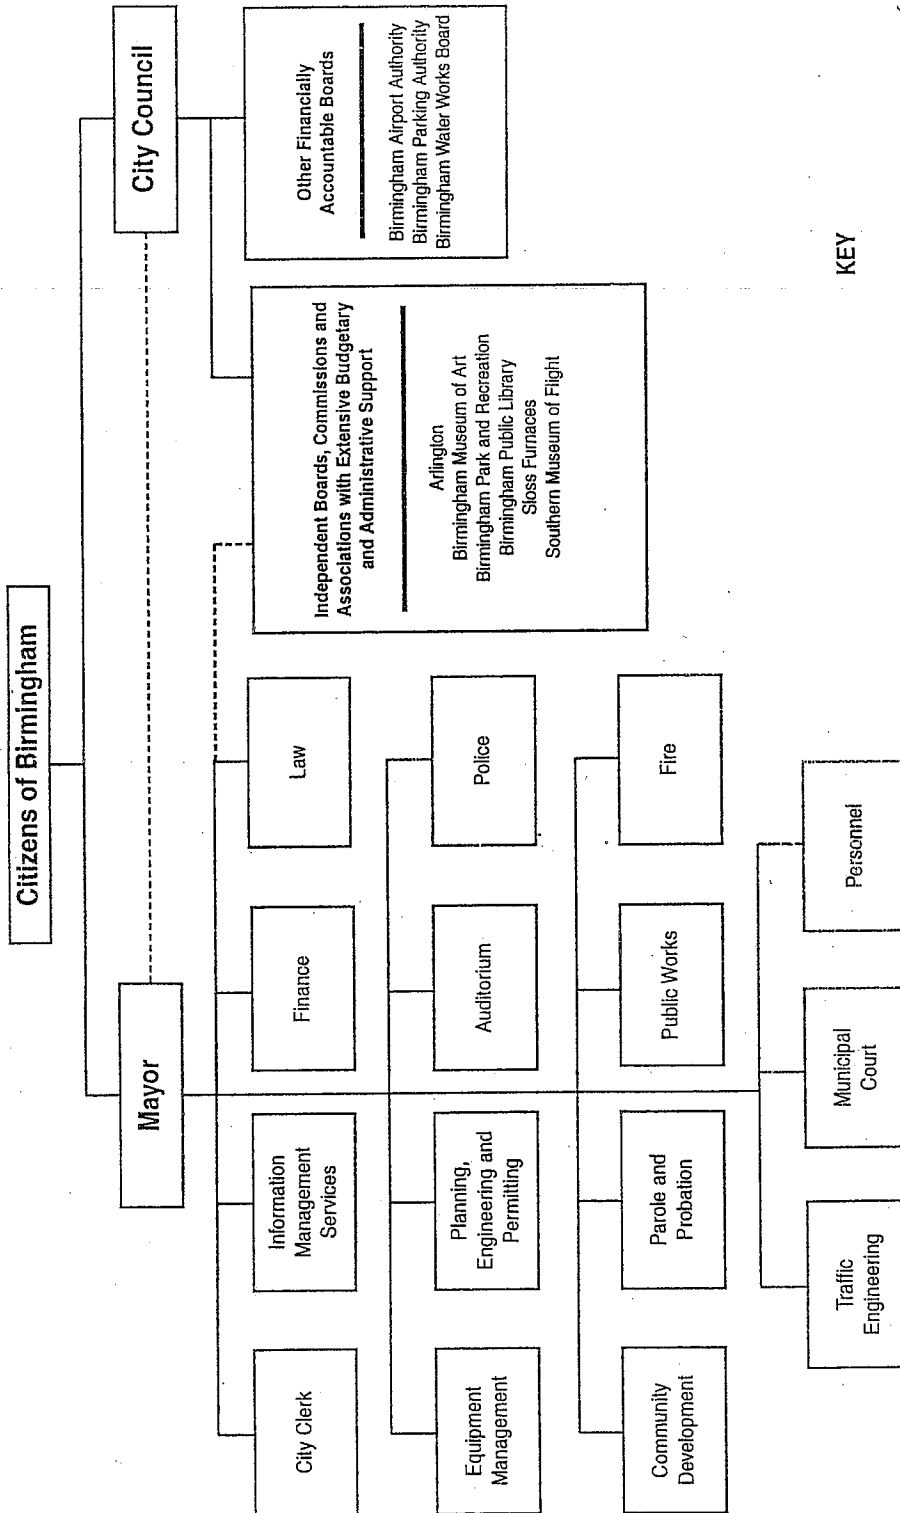 Citizens of Birmingham
Mayor
City Council
City Clerk
Information
Management
Services
Finance
Law
Independent Boards, Commissions and
Associations with Extensive Budgetary
and Administrative Support
Arlington
Birmingham Museum of Art
Birmingham Park and Recreation
Birmingham Public Library
Sloss Furnaces
Southern Museum of Flight
Other Financially
Accountable Boards
Birmingham Airport Authority
Birmingham Parking Authority
Birmingham Water Works Board
Equipment
Management
Planning,
Engineering and
Permitting
Auditorium
Police
Community
Development
Parole and
Probation
Public Works
Fire
Traffic
Engineering
Municipal
Court
Personnel
KEY